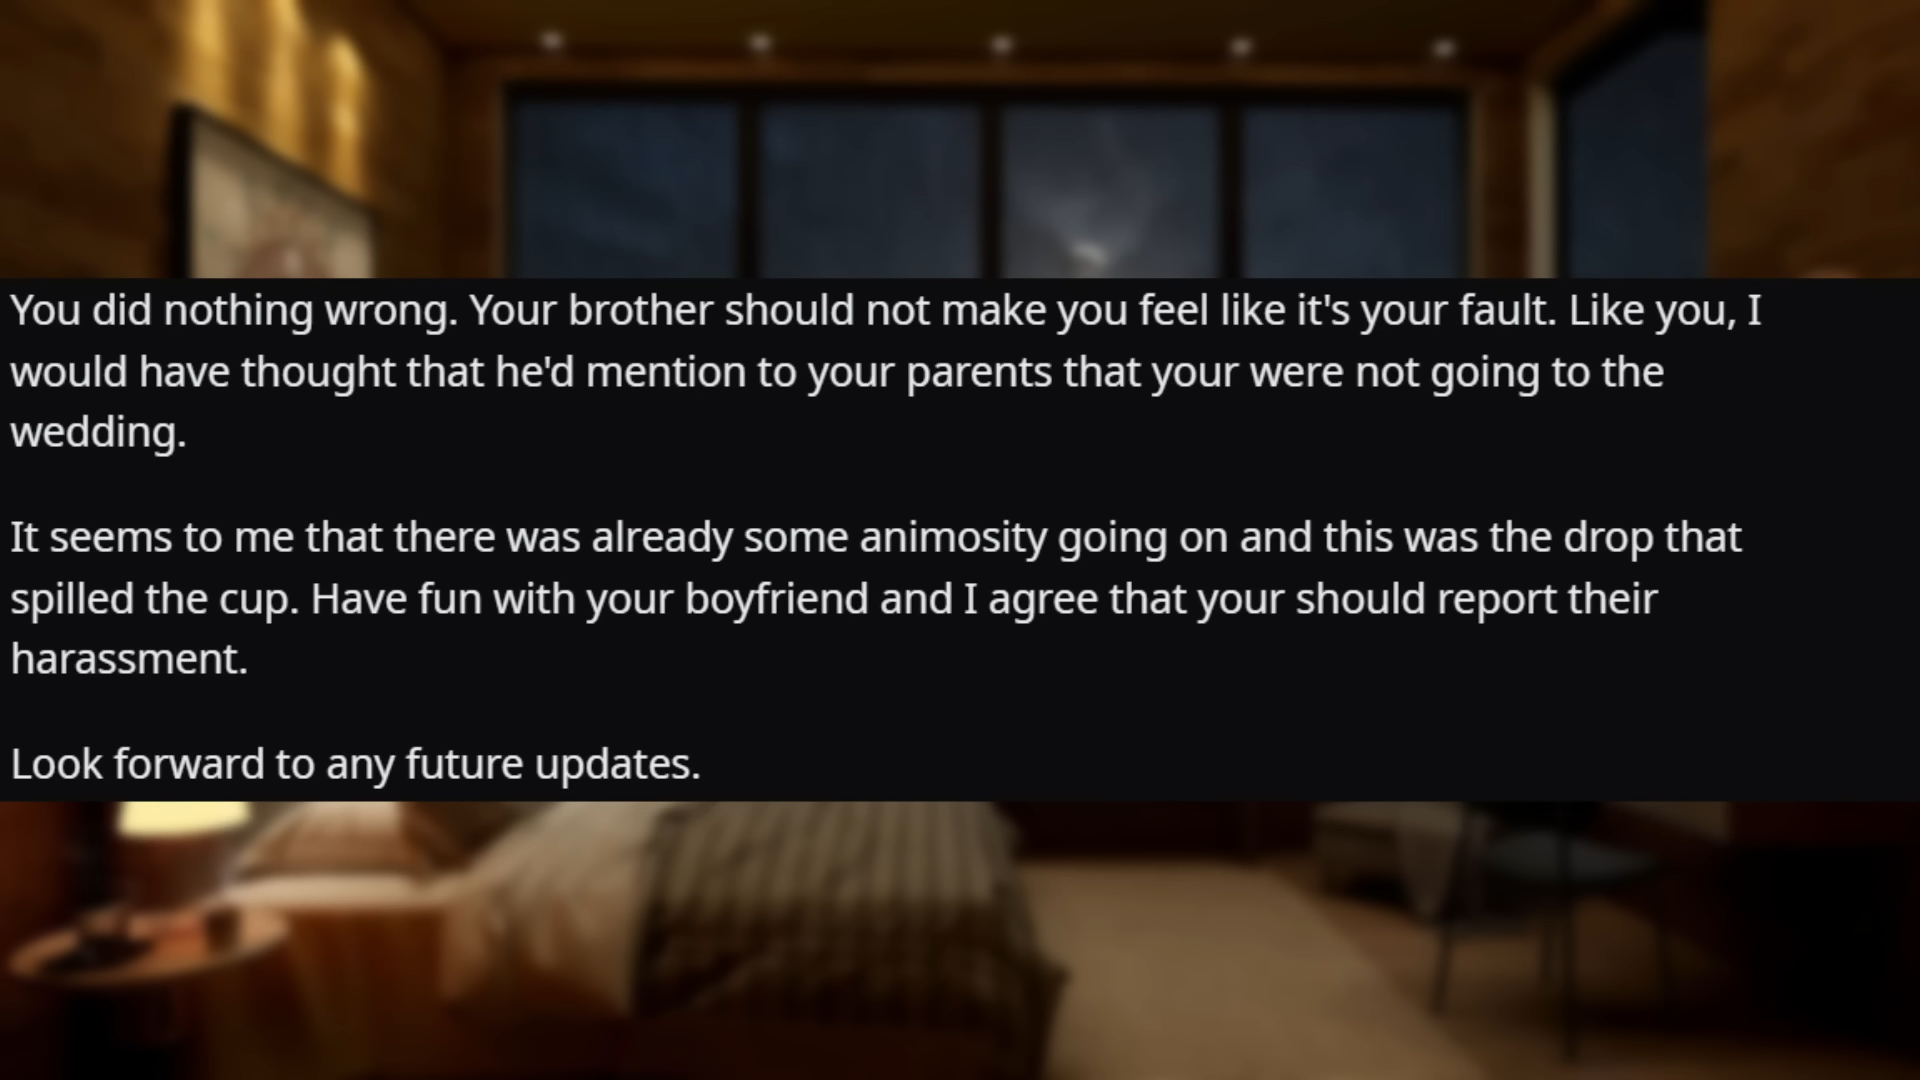 You did nothing wrong. Your brother should not make you feel like it's your fault. Like you, I
would have thought that he'd mention to your parents that your were not going to the
wedding.
It seems to me that there was already some animosity going on and this was the drop that
spilled the cup. Have fun with your boyfriend and I agree that your should report their
harassment.
Look forward to any future updates.